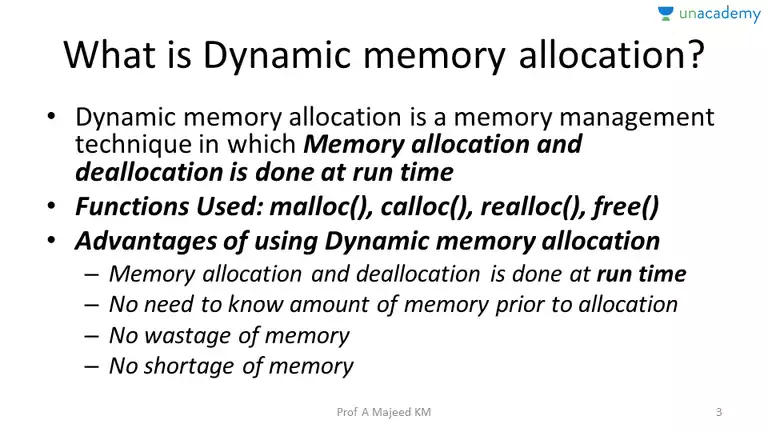 unacademy
What is Dynamic memory allocation?
• Dynamic memory allocation is a memory management
technique in which Memory allocation and
deallocation is done at run time
• Functions Used: malloc(), calloc(), realloc(), free()
• Advantages of using Dynamic memory allocation
– Memory allocation and deallocation is done at run time
– No need to know amount of memory prior to allocation
– No wastage of memory
– No shortage of memory
Prof A Majeed KM
3